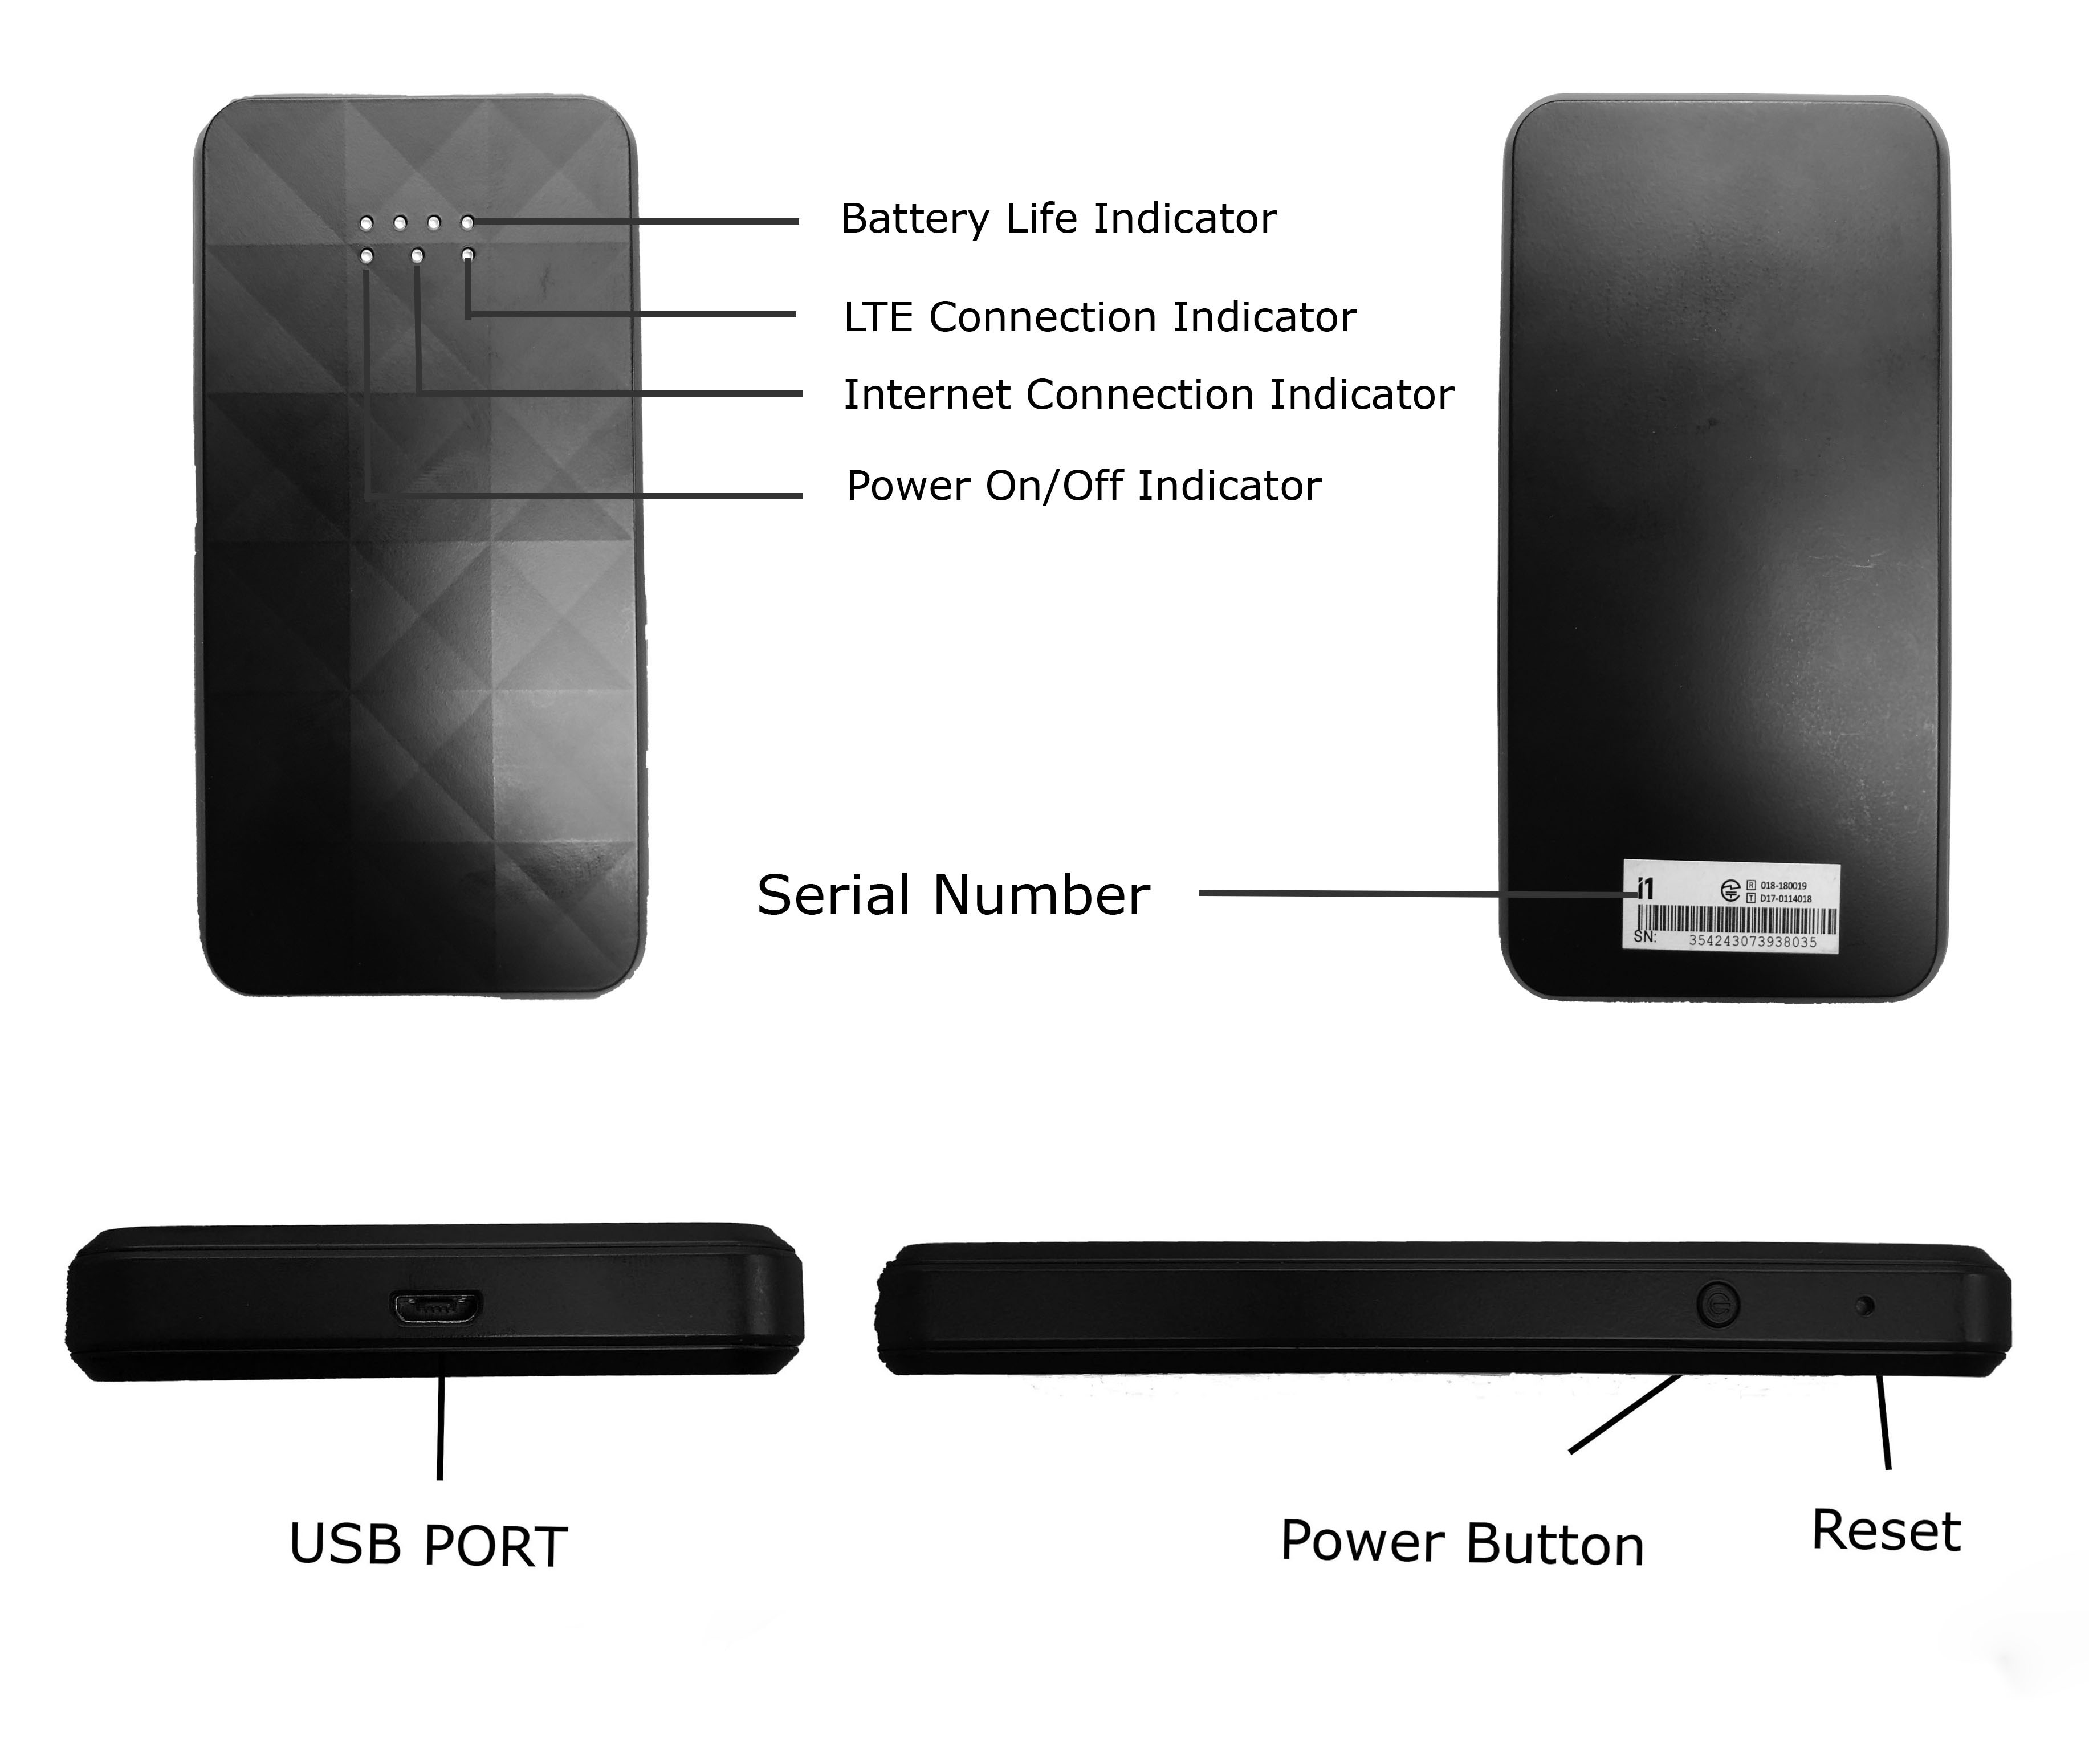 Battery Life Indicator
LTE Connection Indicator
Internet Connection Indicator
Power On/Off Indicator
Serial Number
i1
R 018-180019
T D17-0114018
SN: 354243073938035
USB PORT
Power Button
Reset